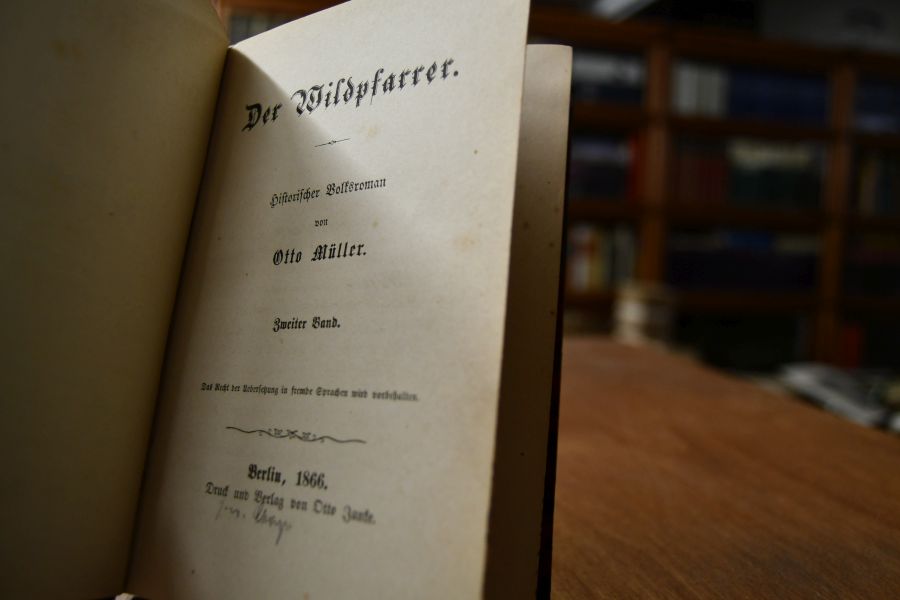 Der Wildpfarrer.
Historischer Volksroman
von
Otto Müller.
Zweiter Band.
Das Recht der Uebersetzung in fremde Sprachen wird vorbehalten.
Berlin, 1866.
Druck und Verlag von Otto Janke.